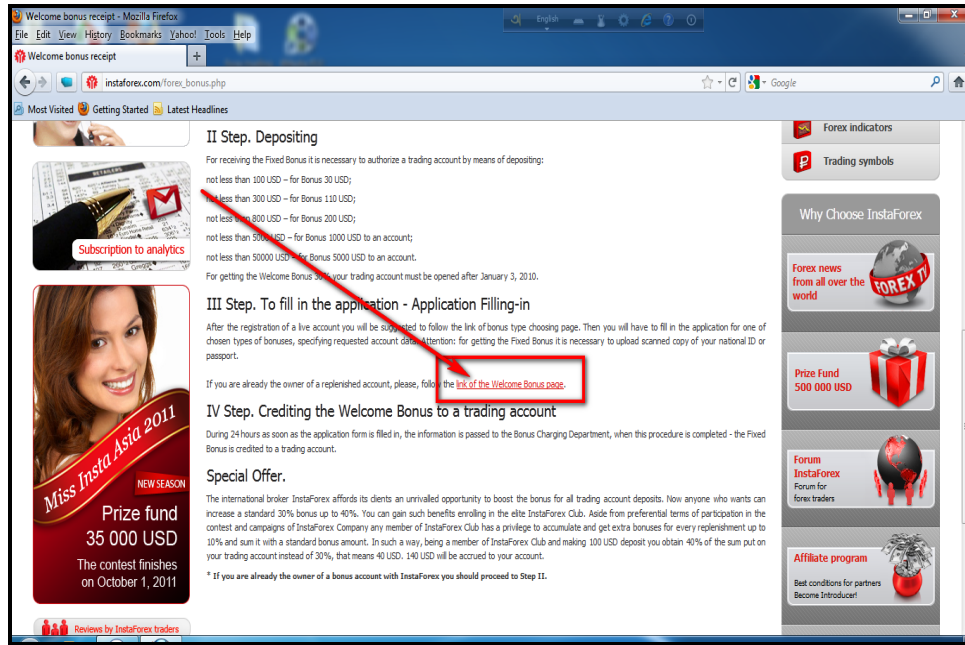 Welcome bonus receipt - Mozilla Firefox
English
File Edit View History Bookmarks Yahoo! Tools Help
Welcome bonus receipt
instaforex.com/forex_bonus.php
Google
Most Visited Getting Started Latest Headlines
II Step. Depositing
For receiving the Fixed Bonus it is necessary to authorize a trading account by means of depositing:
not less than 100 USD – for Bonus 30 USD;
not less than 300 USD – for Bonus 110 USD;
not less than 800 USD – for Bonus 200 USD;
not less than 5000 USD – for Bonus 1000 USD to an account;
not less than 50000 USD – for Bonus 5000 USD to an account.
For getting the Welcome Bonus 30% your trading account must be opened after January 3, 2010.
III Step. To fill in the application - Application Filling-in
After the registration of a live account you will be suggested to follow the link of bonus type choosing page. Then you will have to fill in the application for one of
chosen types of bonuses, specifying requested account data. Attention: for getting the Fixed Bonus it is necessary to upload scanned copy of your national ID or
passport.
If you are already the owner of a replenished account, please, follow the link of the Welcome Bonus page.
IV Step. Crediting the Welcome Bonus to a trading account
During 24 hours as soon as the application form is filled in, the information is passed to the Bonus Charging Department, when this procedure is completed - the Fixed
Bonus is credited to a trading account.
Special Offer.
The international broker InstaForex affords its clients an unrivalled opportunity to boost the bonus for all trading account deposits. Now anyone who wants can
increase a standard 30% bonus up to 40%. You can gain such benefits enrolling in the elite InstaForex Club. Aside from preferential terms of participation in the
contest and campaigns of InstaForex Company any member of InstaForex Club has a privilege to accumulate and get extra bonuses for every replenishment up to
10% and sum it with a standard bonus amount. In such a way, being a member of InstaForex Club and making 100 USD deposit you obtain 40% of the sum put on
your trading account instead of 30%, that means 40 USD. 140 USD will be accrued to your account.
* If you are already the owner of a bonus account with InstaForex you should proceed to Step II.
Subscription to analytics
Miss Insta Asia 2011
NEW SEASON
Prize fund
35 000 USD
The contest finishes
on October 1, 2011
Reviews by InstaForex traders
Forex indicators
Trading symbols
Why Choose InstaForex
Forex news
from all over the
world
FOREX TV
Prize Fund
500 000 USD
Forum
InstaForex
Forum for
forex traders
Affiliate program
Best conditions for partners
Become Introducer!